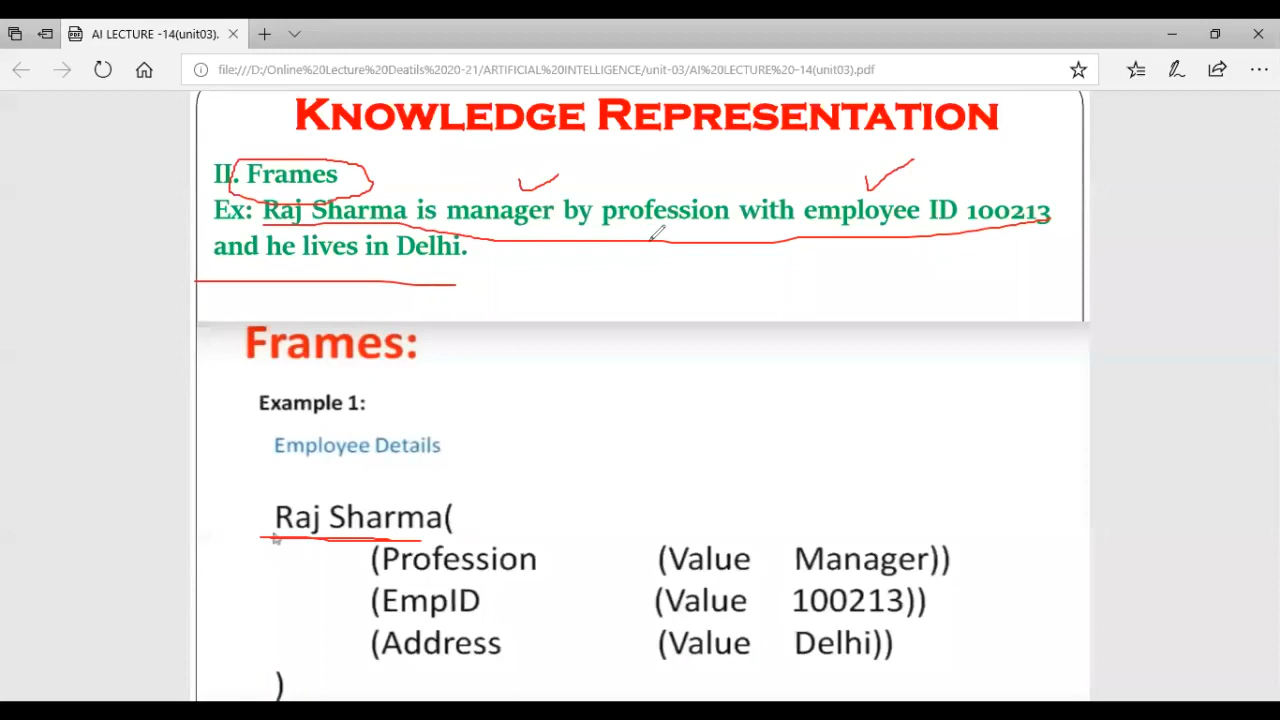 AI LECTURE -14(unit03).
file:///D:/Online%20Lecture%20Deatils%2020-21/ARTIFICIAL%20INTELLIGENCE/unit-03/AI%20LECTURE%20-14(unit03).pdf
KNOWLEDGE REPRESENTATION
II. Frames
Ex: Raj Sharma is manager by profession with employee ID 100213
and he lives in Delhi.
Frames:
Example 1:
Employee Details
Raj Sharma(
(Profession (Value Manager))
(EmpID (Value 100213))
(Address (Value Delhi))
)